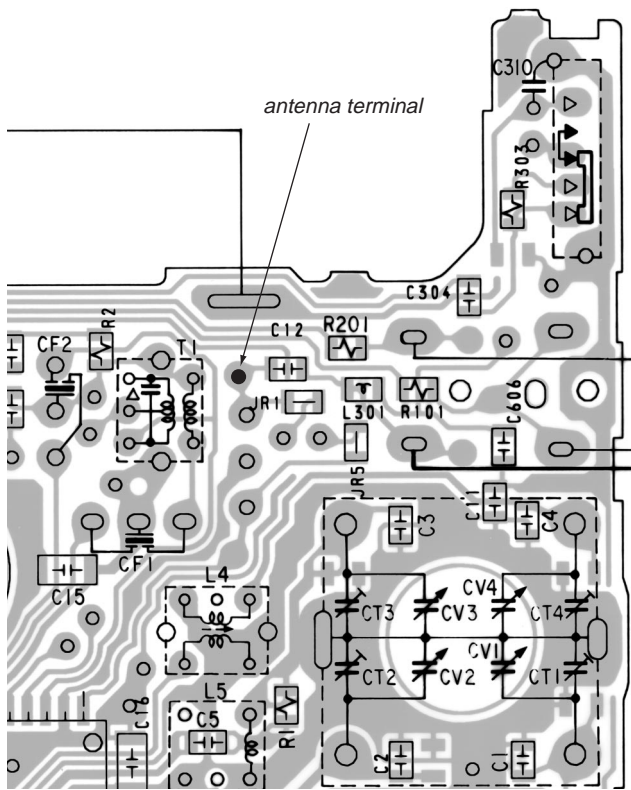 C310
antenna terminal
R303
C304
R2
CF2
T1
C12
R201
JR1
L301
R101
C606
JR5
C11
C3
C4
CF1
C15
CV4
CT3
CV3
CT4
L4
CV1
CT2
CV2
CT1
L5
C5
C16
R1
C2
C1